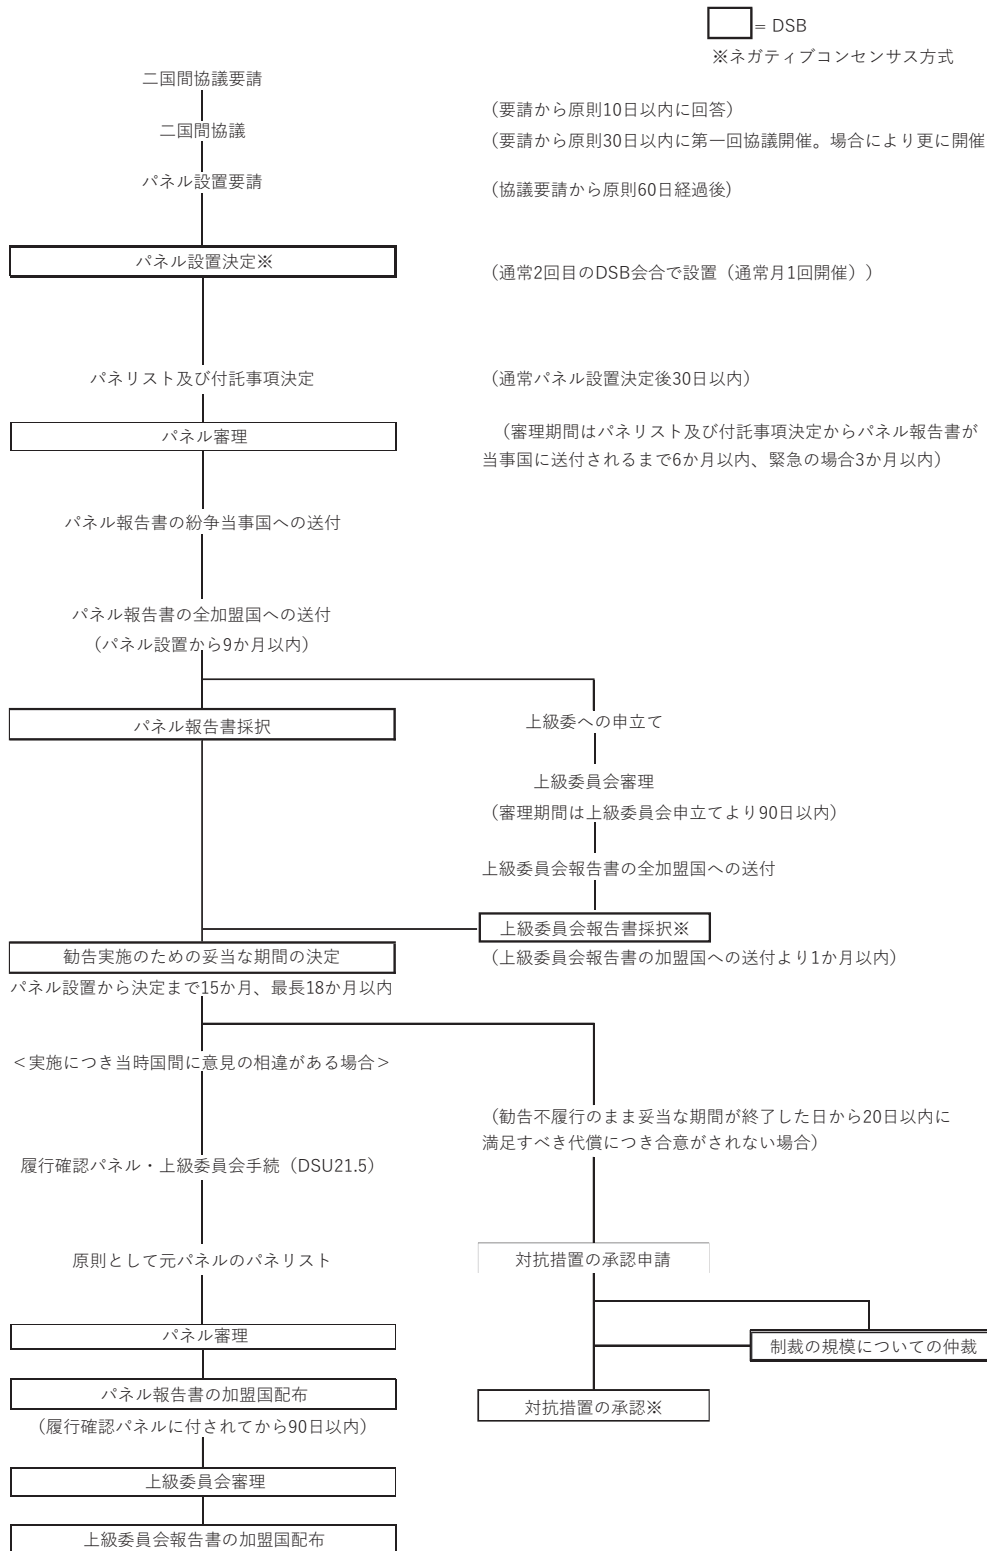 = DSB
※ネガティブコンセンサス方式
二国間協議要請
(要請から原則10日以内に回答)
二国間協議
(要請から原則30日以内に第一回協議開催。場合により更に開催
パネル設置要請
(協議要請から原則60日経過後)
パネル設置決定※
(通常2回目のDSB会合で設置(通常月1回開催))
パネリスト及び付託事項決定
(通常パネル設置決定後30日以内)
パネル審理
(審理期間はパネリスト及び付託事項決定からパネル報告書が
当事国に送付されるまで6か月以内、緊急の場合3か月以内)
パネル報告書の紛争当事国への送付
パネル報告書の全加盟国への送付
(パネル設置から9か月以内)
パネル報告書採択
上級委への申立て
上級委員会審理
(審理期間は上級委員会申立てより90日以内)
上級委員会報告書の全加盟国への送付
上級委員会報告書採択※
(上級委員会報告書の加盟国への送付より1か月以内)
勧告実施のための妥当な期間の決定
パネル設置から決定まで15か月、最長18か月以内
<実施につき当時国間に意見の相違がある場合>
(勧告不履行のまま妥当な期間が終了した日から20日以内に
満足すべき代償につき合意がされない場合)
履行確認パネル・上級委員会手続(DSU21.5)
原則として元パネルのパネリスト
対抗措置の承認申請
パネル審理
制裁の規模についての仲裁
パネル報告書の加盟国配布
(履行確認パネルに付されてから90日以内)
対抗措置の承認※
上級委員会審理
上級委員会報告書の加盟国配布